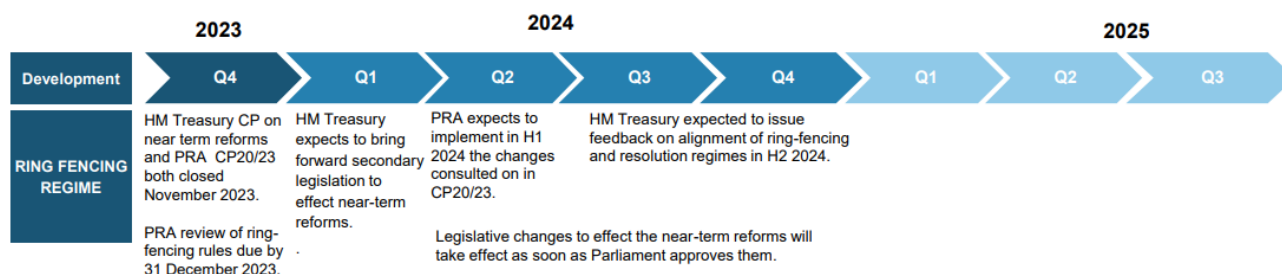 2023
2024
2025
Development
Q4
Q1
Q2
Q3
Q4
Q1
Q2
Q3
RING FENCING
REGIME
HM Treasury CP on
near term reforms
and PRA CP20/23
both closed
November 2023.
PRA review of ring-
fencing rules due by
31 December 2023.
HM Treasury
expects to bring
forward secondary
legislation to
effect near-term
reforms.
.
PRA expects to
implement in H1
2024 the changes
consulted on in
CP20/23.
HM Treasury expected to issue
feedback on alignment of ring-fencing
and resolution regimes in H2 2024.
Legislative changes to effect the near-term reforms will
take effect as soon as Parliament approves them.